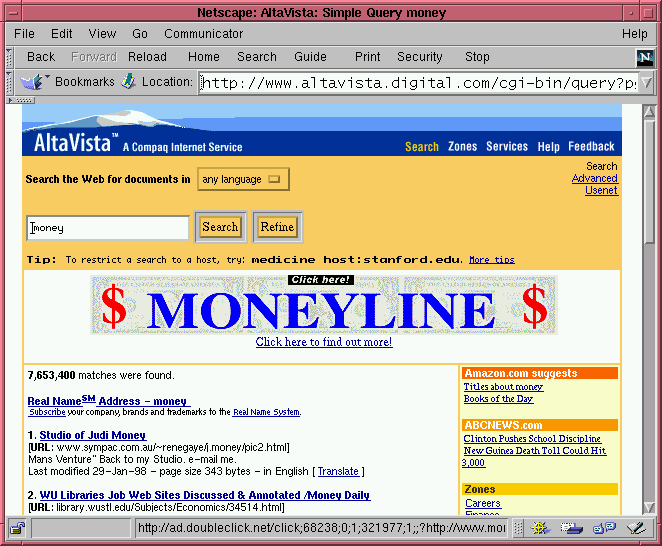 Netscape: AltaVista: Simple Query money
File Edit View Go Communicator Help
Back Forward Reload Home Search Guide Print Security Stop
N
Bookmarks Location: http://www.altavista.digital.com/cgi-bin/query?p
AltaVista™ A Compaq Internet Service
Search Zones Services Help Feedback
Search the Web for documents in any language
Search
Advanced
Usenet
money Search Refine
Tip: To restrict a search to a host, try: medicine host:stanford.edu. More tips
Click here!
$ MONEYLINE $
Click here to find out more!
7,653,400 matches were found.
Real Name SM Address - money
Subscribe your company, brands and trademarks to the Real Name System.
1. Studio of Judi Money
[URL: www.sympac.com.au/~renegaye/j.money/pic2.html]
Mans Venture" Back to my Studio. e-mail me.
Last modified 29-Jan-98 - page size 343 bytes - in English [ Translate ]
2. WU Libraries Job Web Sites Discussed & Annotated /Money Daily
[URL: library.wustl.edu/Subjects/Economics/34514.html]
Amazon.com suggests
Titles about money
Books of the Day
ABCNEWS.com
Clinton Pushes School Discipline
New Guinea Death Toll Could Hit
3,000
Zones
Careers
Finance
http://ad.doubleclick.net/click;68238;0;1;321977;1;;?http://www.mo